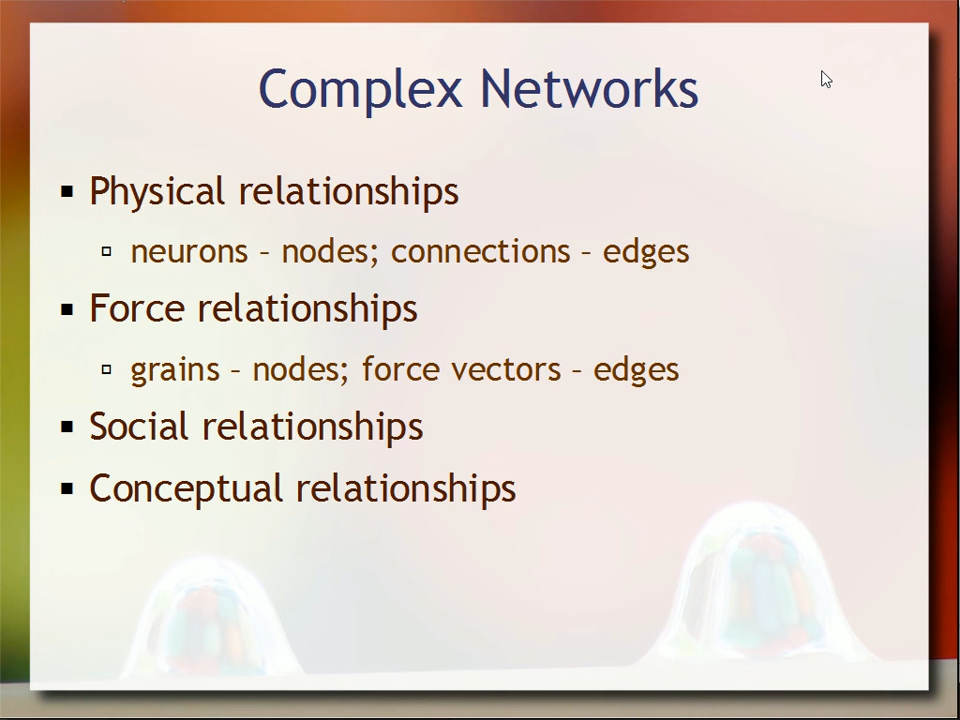 Complex Networks
Physical relationships
neurons – nodes; connections – edges
Force relationships
grains – nodes; force vectors – edges
Social relationships
Conceptual relationships